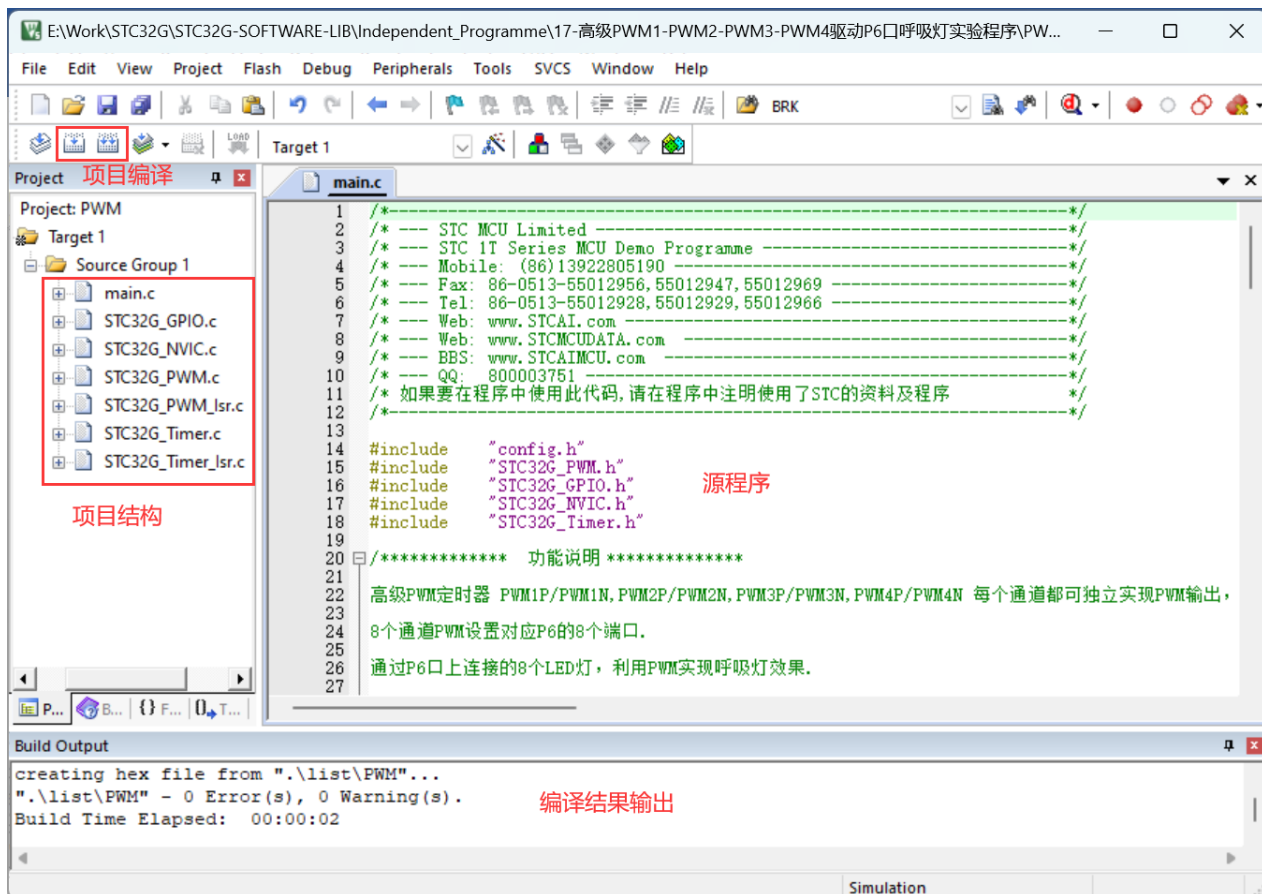 E:\Work\STC32G\STC32G-SOFTWARE-LIB\Independent_Programme\17-高级PWM1-PWM2-PWM3-PWM4驱动P6口呼吸灯实验程序\PW...
File Edit View Project Flash Debug Peripherals Tools SVCS Window Help
BRK
LOAD Target 1
项目编译
Project
main.c
Project: PWM
Target 1
Source Group 1
main.c
STC32G_GPIO.c
STC32G_NVIC.c
STC32G_PWM.c
STC32G_PWM_Isr.c
STC32G_Timer.c
STC32G_Timer_Isr.c
项目结构
1 /*---------------------------------------------------------------------*/
2 /* --- STC MCU Limited ------------------------------------------------*/
3 /* --- STC 1T Series MCU Demo Programme -------------------------------*/
4 /* --- Mobile: (86)13922805190 ----------------------------------------*/
5 /* --- Fax: 86-0513-55012956,55012947,55012969 ------------------------*/
6 /* --- Tel: 86-0513-55012928,55012929,55012966 ------------------------*/
7 /* --- Web: www.STCAI.com ---------------------------------------------*/
8 /* --- Web: www.STCMCUDATA.com  ---------------------------------------*/
9 /* --- BBS: www.STCAIMCU.com  -----------------------------------------*/
10 /* --- QQ:  800003751 -------------------------------------------------*/
11 /* 如果要在程序中使用此代码,请在程序中注明使用了STC的资料及程序 */
12 /*---------------------------------------------------------------------*/
13
14 #include "config.h"
15 #include "STC32G_PWM.h"
16 #include "STC32G_GPIO.h"
17 #include "STC32G_NVIC.h"
18 #include "STC32G_Timer.h"
源程序
19
20 /************* 功能说明 **************
21
22 高级PWM定时器 PWM1P/PWM1N,PWM2P/PWM2N,PWM3P/PWM3N,PWM4P/PWM4N 每个通道都可独立实现PWM输出，
23
24 8个通道PWM设置对应P6的8个端口.
25
26 通过P6口上连接的8个LED灯，利用PWM实现呼吸灯效果.
27
P... B... {} F... T...
Build Output
creating hex file from ".\list\PWM"...
".\list\PWM" - 0 Error(s), 0 Warning(s).
Build Time Elapsed:  00:00:02
编译结果输出
Simulation